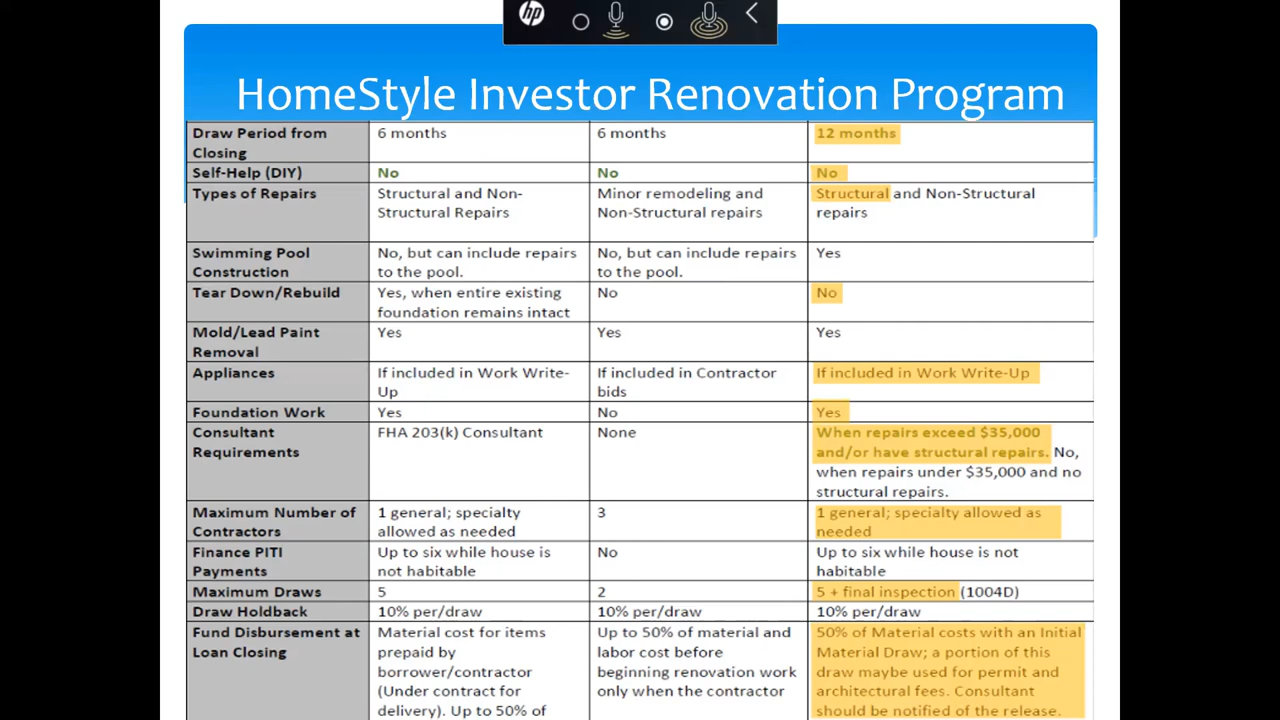 hp
HomeStyle Investor Renovation Program
Draw Period from
Closing
6 months
6 months
12 months
Self-Help (DIY)
No
No
No
Types of Repairs
Structural and Non-
Structural Repairs
Minor remodeling and
Non-Structural repairs
Structural and Non-Structural
repairs
Swimming Pool
Construction
No, but can include repairs
to the pool.
No, but can include repairs
to the pool.
Yes
Tear Down/Rebuild
Yes, when entire existing
foundation remains intact
No
No
Mold/Lead Paint
Removal
Yes
Yes
Yes
Appliances
If included in Work Write-
Up
If included in Contractor
bids
If included in Work Write-Up
Foundation Work
Yes
No
Yes
Consultant
Requirements
FHA 203(k) Consultant
None
When repairs exceed $35,000
and/or have structural repairs. No,
when repairs under $35,000 and no
structural repairs.
Maximum Number of
Contractors
1 general; specialty
allowed as needed
3
1 general; specialty allowed as
needed
Finance PITI
Payments
Up to six while house is
not habitable
No
Up to six while house is not
habitable
Maximum Draws
5
2
5 + final inspection (1004D)
Draw Holdback
10% per/draw
10% per/draw
10% per/draw
Fund Disbursement at
Loan Closing
Material cost for items
prepaid by
borrower/contractor
(Under contract for
delivery). Up to 50% of
Up to 50% of material and
labor cost before
beginning renovation work
only when the contractor
50% of Material costs with an Initial
Material Draw; a portion of this
draw maybe used for permit and
architectural fees. Consultant
should be notified of the release.